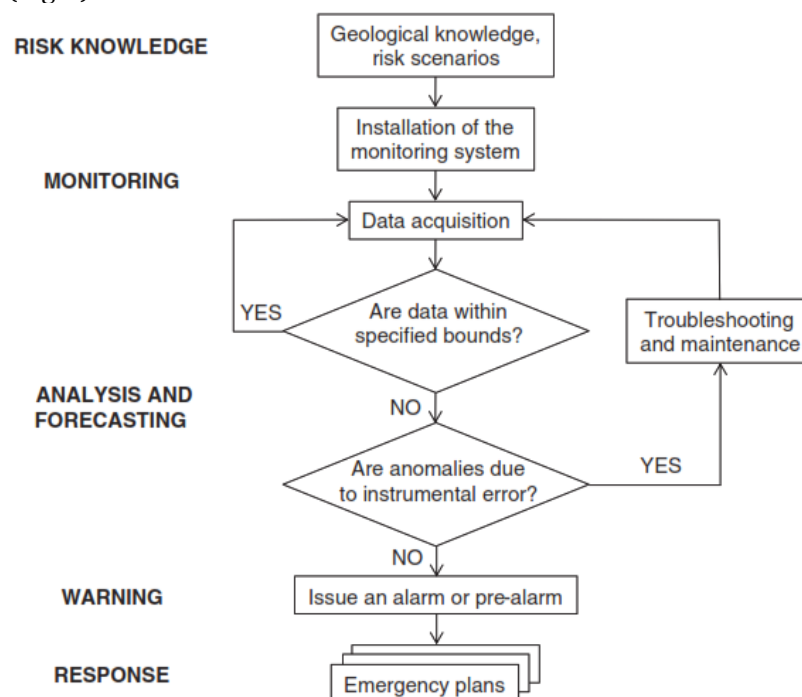 RISK KNOWLEDGE
Geological knowledge,
risk scenarios
Installation of the
monitoring system
MONITORING
Data acquisition
YES
Are data within
specified bounds?
Troubleshooting
and maintenance
ANALYSIS AND
FORECASTING
NO
Are anomalies due
to instrumental error?
YES
NO
WARNING
Issue an alarm or pre-alarm
RESPONSE
Emergency plans